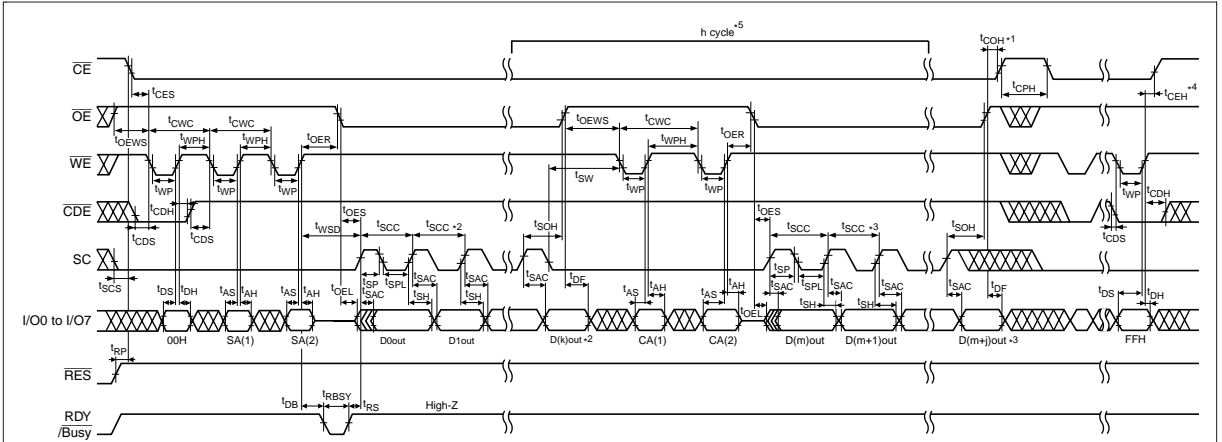 h cycle*5
tCOH*1
CE
tCES
tCPH
tCEH*4
OE
tOEWS tCWC tCWC tOER
tOEWS tCWC tOER
tWPH tWPH
tWPH
WE
tWP tWP tWP
tSW tWP
tWP tCDH
CDE
tCDH
tCDS tCDS
tCDS
tWSD tOES tSCC tSCC*2 tSOH
tOES tSCC tSCC*3 tSOH
SC
tSCS
tSP tSPL tSAC tSAC tSAC tDF
tSP tSPL tSAC tSAC tSAC tDF
tDS tDH tAS tAH tAS tAH tOEL tSAC tSH tSH
tAS tAH tAS tAH tOEL tSAC tSH tSH
tDS tDH
I/O0 to I/O7
00H SA(1) SA(2) D0out D1out D(k)out*2 CA(1) CA(2) D(m)out D(m+1)out D(m+j)out*3 FFH
tRP
RES
tDB tRBSY tRS High-Z
RDY
/Busy